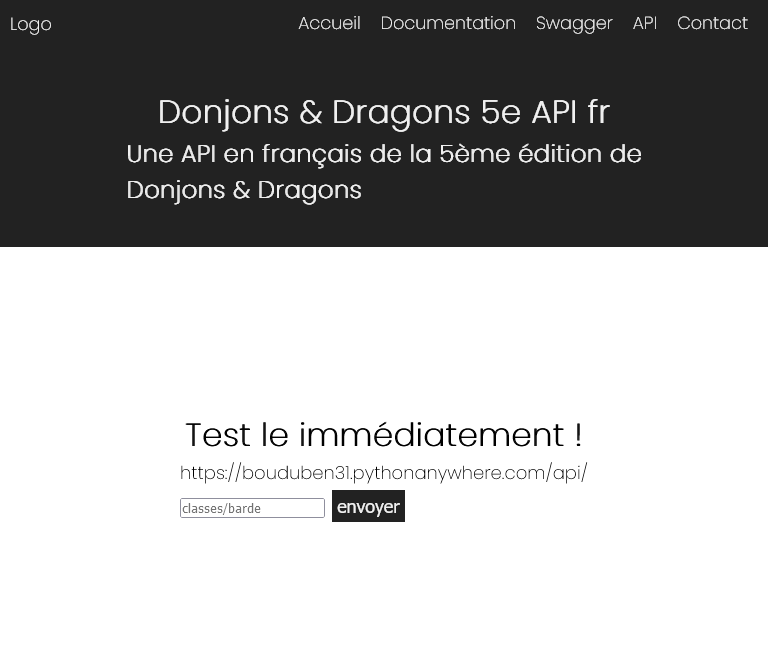 Logo
Accueil Documentation Swagger API Contact
Donjons & Dragons 5e API fr
Une API en français de la 5ème édition de
Donjons & Dragons
Test le immédiatement !
https://bouduben31.pythonanywhere.com/api/
classes/barde
envoyer